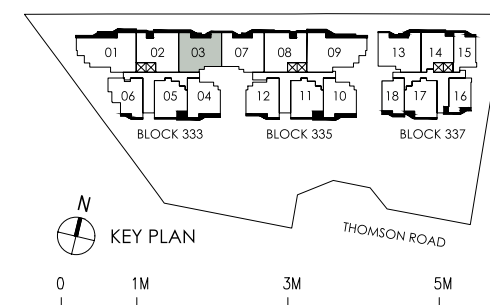 01 02 03 07 08 09 13 14 15
06 05 04 12 11 10 18 17 16
BLOCK 333 BLOCK 335 BLOCK 337
THOMSON ROAD
N
KEY PLAN
0 1M 3M 5M